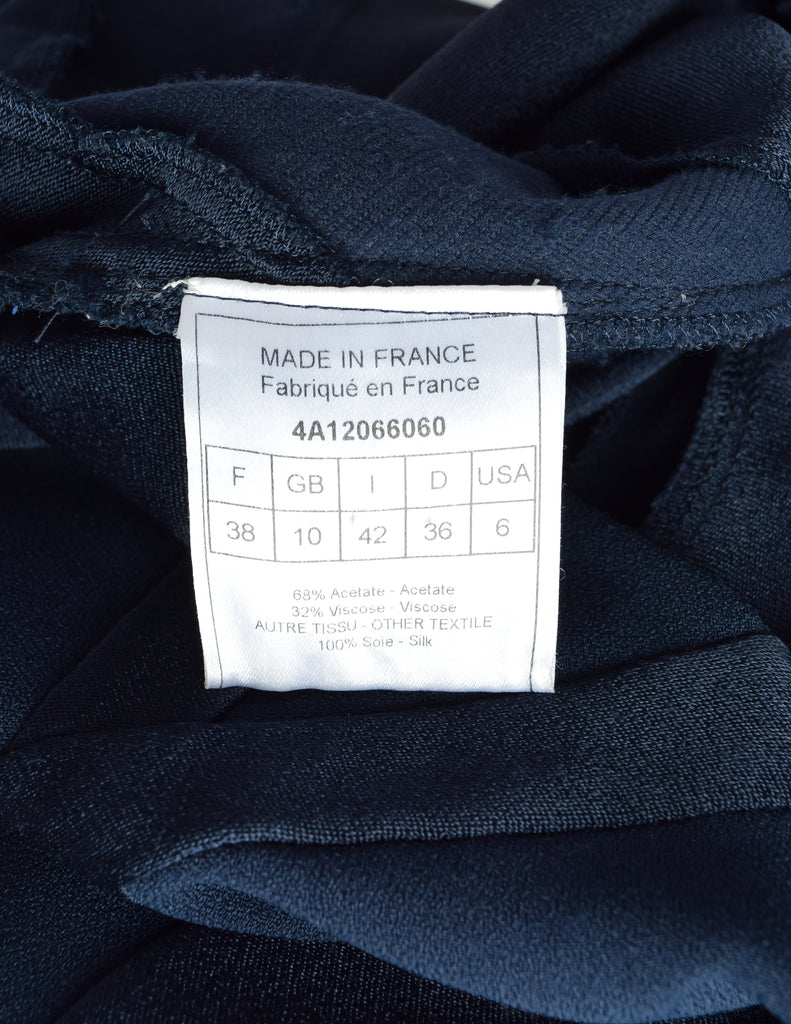 MADE IN FRANCE
Fabriqué en France
4A12066060
F GB I D USA
38 10 42 36 6
68% Acetate - Acetate
32% Viscose - Viscose
AUTRE TISSU - OTHER TEXTILE
100% Soie - Silk